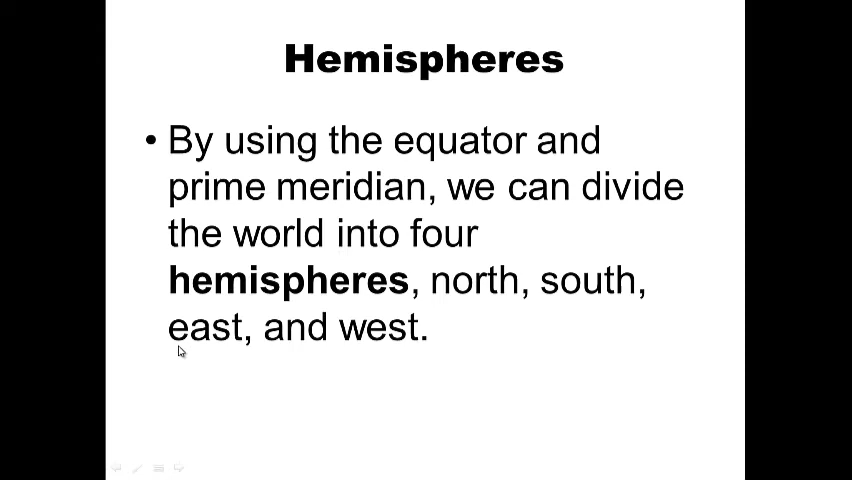 Hemispheres
• By using the equator and
prime meridian, we can divide
the world into four
hemispheres, north, south,
east, and west.